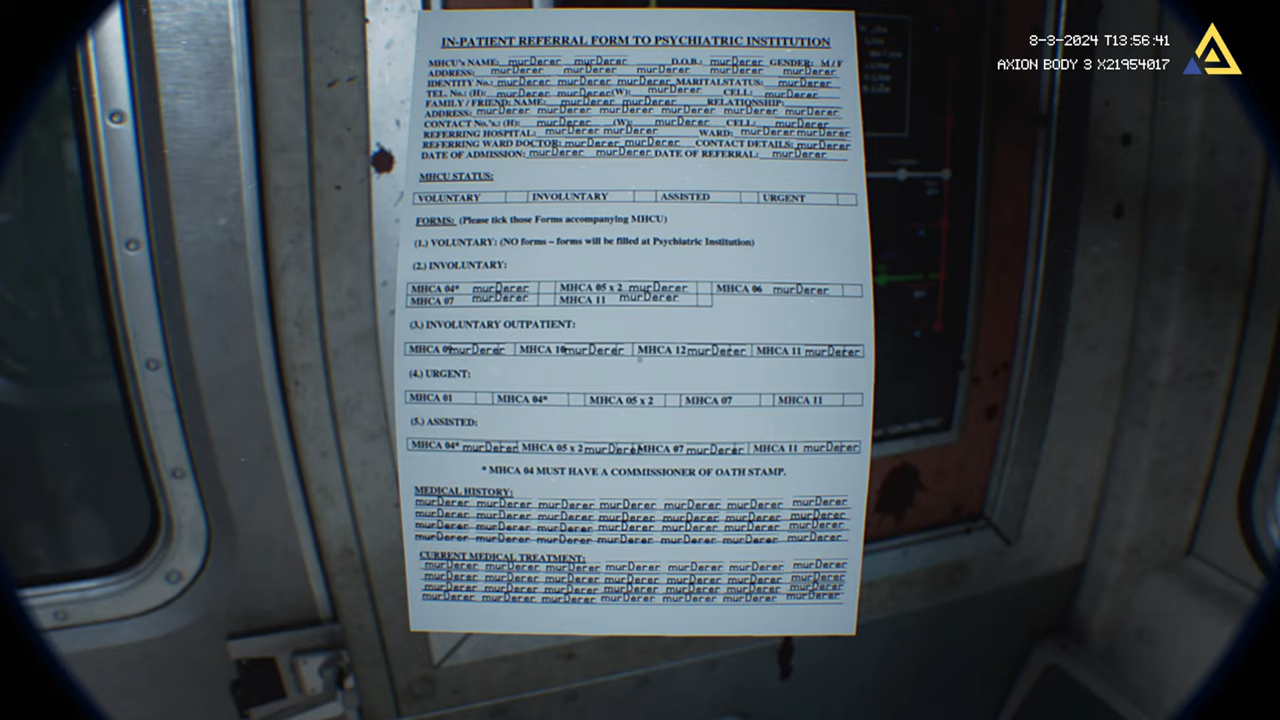 8-3-2024 T13:56:41
AXION BODY 3 X21954017
IN-PATIENT REFERRAL FORM TO PSYCHIATRIC INSTITUTION
MHCU's NAME: murDerer murDerer D.O.B.: murDerer GENDER: M / F
ADDRESS: murDerer murDerer murDerer murDerer murDerer
IDENTITY No.: murDerer murDerer murDerer MARITALSTATUS: murDerer
TEL. No.: (H): murDerer murDerer (W): murDerer CELL: murDerer
FAMILY / FRIEND: NAME: murDerer murDerer RELATIONSHIP:
ADDRESS: murDerer murDerer murDerer murDerer murDerer murDerer
CONTACT No.'s.: (H): murDerer (W): murDerer CELL: murDerer
REFERRING HOSPITAL: murDerer murDerer WARD: murDerer murDerer
REFERRING WARD DOCTOR: murDerer murDerer CONTACT DETAILS: murDerer
DATE OF ADMISSION: murDerer murDerer DATE OF REFERRAL: murDerer
MHCU STATUS:
VOLUNTARY INVOLUNTARY ASSISTED URGENT
FORMS: (Please tick those Forms accompanying MHCU)
(1.) VOLUNTARY: (NO forms – forms will be filled at Psychiatric Institution)
(2.) INVOLUNTARY:
MHCA 04* murDerer MHCA 05 x 2 murDerer MHCA 06 murDerer
MHCA 07 murDerer MHCA 11 murDerer
(3.) INVOLUNTARY OUTPATIENT:
MHCA 09 murDerer MHCA 10 murDerer MHCA 12 murDerer MHCA 11 murDerer
(4.) URGENT:
MHCA 01 MHCA 04* MHCA 05 x 2 MHCA 07 MHCA 11
(5.) ASSISTED:
MHCA 04* murDerer MHCA 05 x 2 murDerer MHCA 07 murDerer MHCA 11 murDerer
* MHCA 04 MUST HAVE A COMMISSIONER OF OATH STAMP.
MEDICAL HISTORY:
murDerer murDerer murDerer murDerer murDerer murDerer murDerer
murDerer murDerer murDerer murDerer murDerer murDerer murDerer
murDerer murDerer murDerer murDerer murDerer murDerer murDerer
murDerer murDerer murDerer murDerer murDerer murDerer murDerer
CURRENT MEDICAL TREATMENT:
murDerer murDerer murDerer murDerer murDerer murDerer murDerer
murDerer murDerer murDerer murDerer murDerer murDerer murDerer
murDerer murDerer murDerer murDerer murDerer murDerer murDerer
murDerer murDerer murDerer murDerer murDerer murDerer murDerer